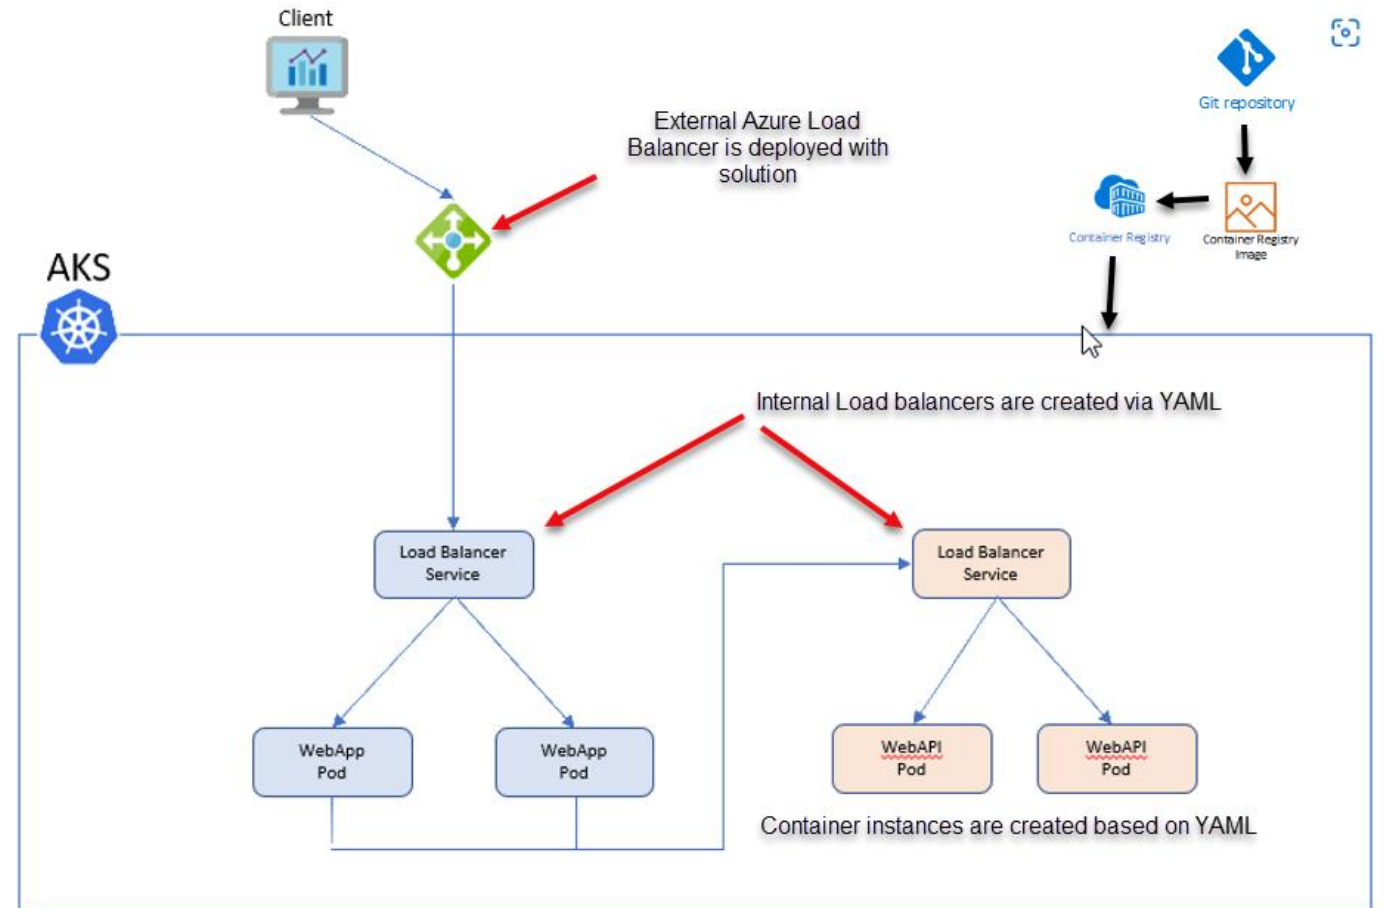 Client
Git repository
External Azure Load
Balancer is deployed with
solution
Container Registry
Container Registry
Image
AKS
Internal Load balancers are created via YAML
Load Balancer
Service
Load Balancer
Service
WebApp
Pod
WebApp
Pod
WebAPI
Pod
WebAPI
Pod
Container instances are created based on YAML